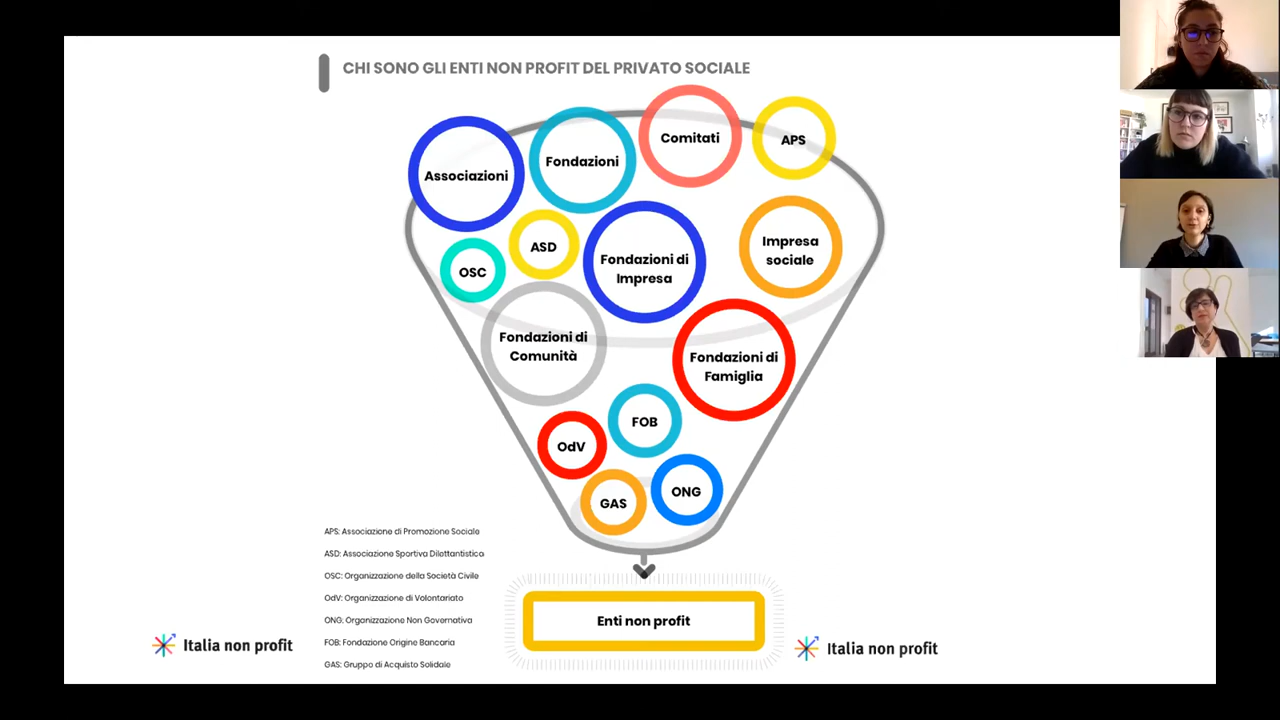 CHI SONO GLI ENTI NON PROFIT DEL PRIVATO SOCIALE
Associazioni
Fondazioni
Comitati
APS
OSC
ASD
Fondazioni di
Impresa
Impresa
sociale
Fondazioni di
Comunità
Fondazioni di
Famiglia
OdV
FOB
GAS
ONG
APS: Associazione di Promozione Sociale
ASD: Associazione Sportiva Dilottantistica
OSC: Organizzazione della Società Civile
OdV: Organizzazione di Volontariato
ONG: Organizzazione Non Governativa
FOB: Fondazione Origine Bancaria
GAS: Gruppo di Acquisto Solidale
Enti non profit
Italia non profit
Italia non profit